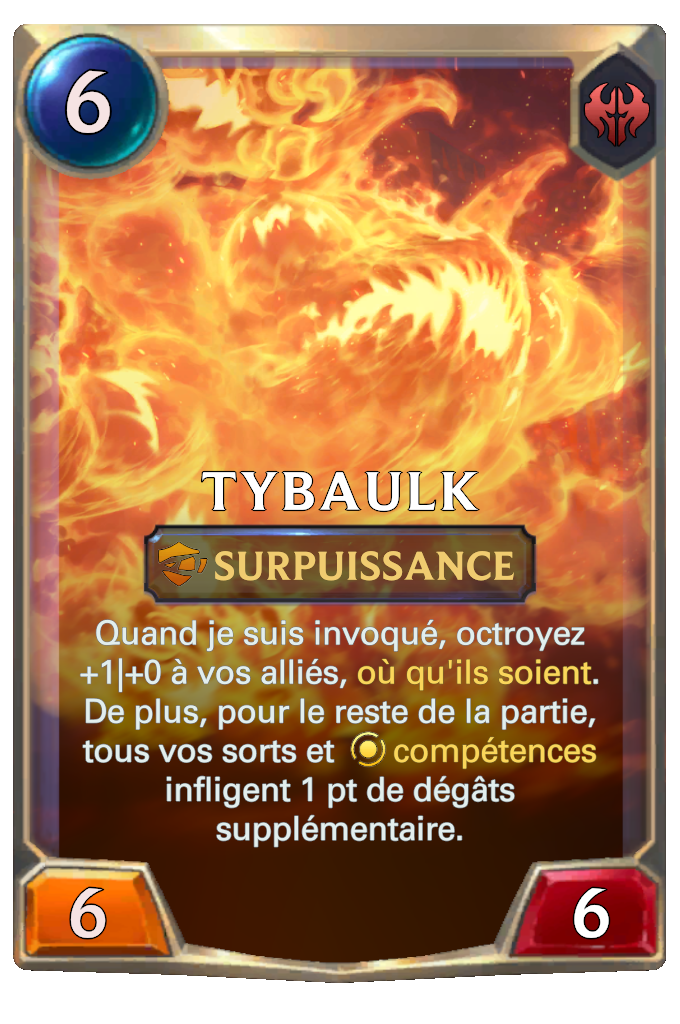 6
TYBAULK
SURPUISSANCE
Quand je suis invoqué, octroyez
+1|+0 à vos alliés, où qu'ils soient.
De plus, pour le reste de la partie,
tous vos sorts et compétences
infligent 1 pt de dégâts
supplémentaire.
6
6